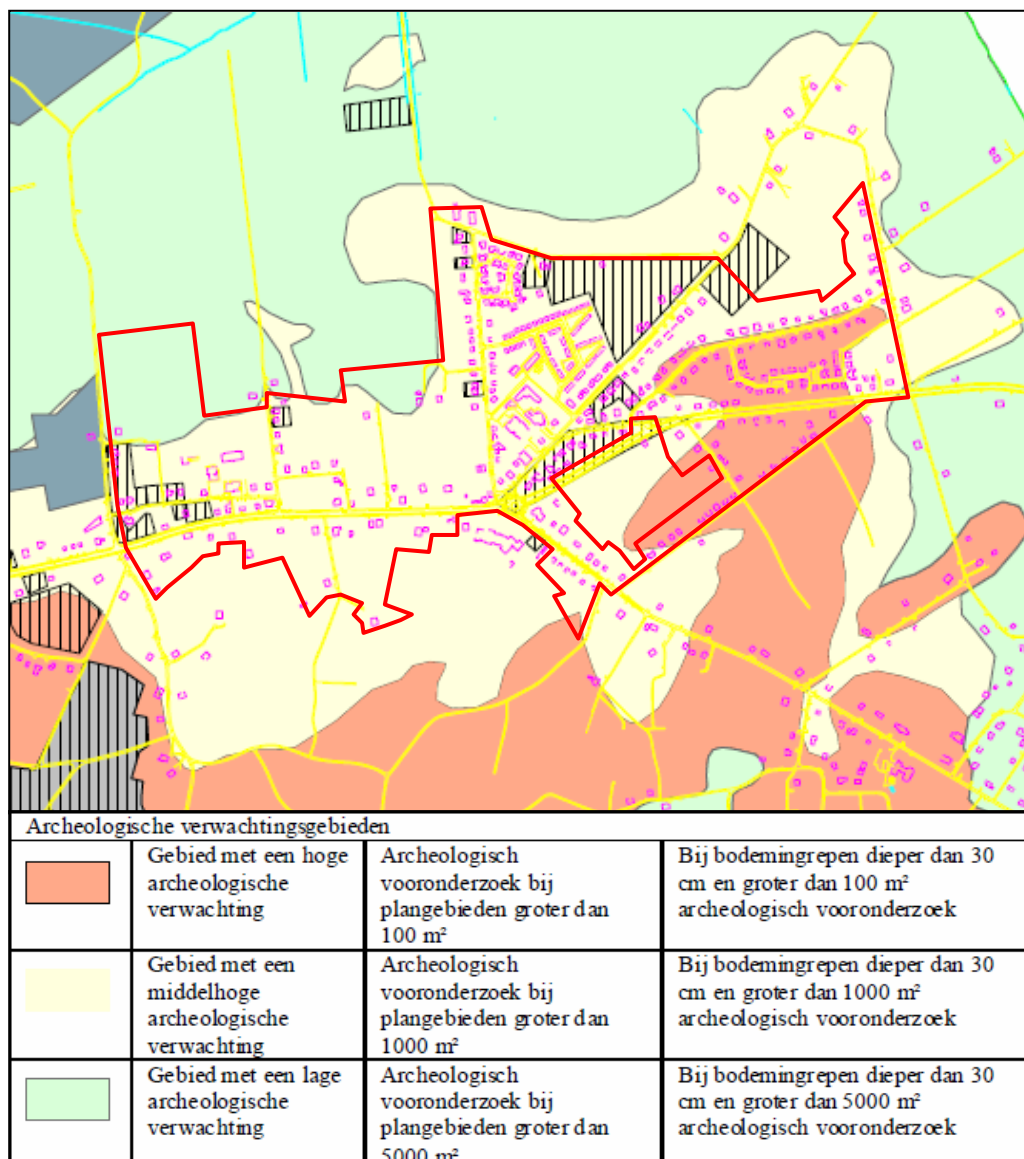 Archeologische verwachtingsgebieden
Gebied met een hoge
archeologische
verwachting
Archeologisch
vooronderzoek bij
plangebieden groter dan
100 m²
Bij bodemingrepen dieper dan 30
cm en groter dan 100 m²
archeologisch vooronderzoek
Gebied met een
middelhoge
archeologische
verwachting
Archeologisch
vooronderzoek bij
plangebieden groter dan
1000 m²
Bij bodemingrepen dieper dan 30
cm en groter dan 1000 m²
archeologisch vooronderzoek
Gebied met een lage
archeologische
verwachting
Archeologisch
vooronderzoek bij
plangebieden groter dan
5000 m²
Bij bodemingrepen dieper dan 30
cm en groter dan 5000 m²
archeologisch vooronderzoek